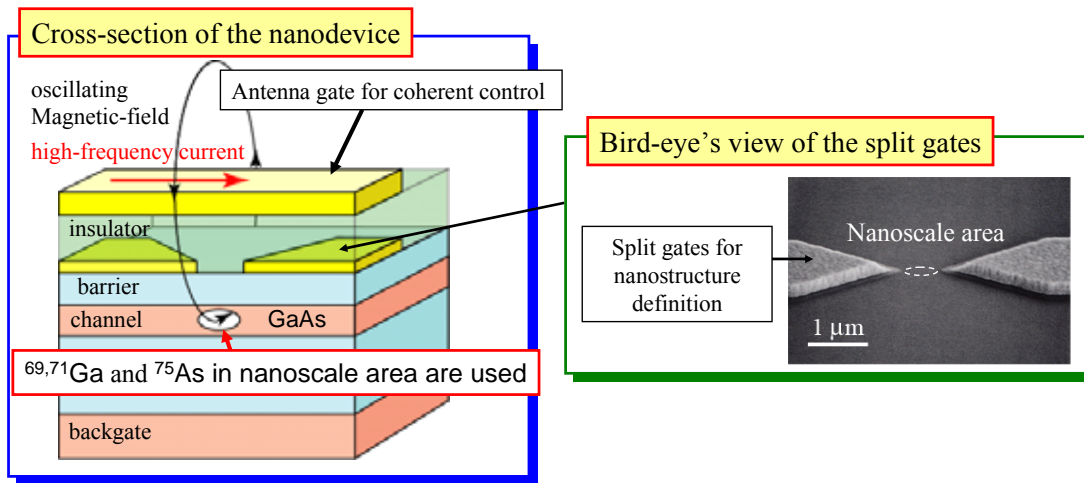 Cross-section of the nanodevice
oscillating
Magnetic-field
Antenna gate for coherent control
high-frequency current
insulator
barrier
channel
GaAs
69,71Ga and 75As in nanoscale area are used
backgate
Bird-eye’s view of the split gates
Split gates for
nanostructure
definition
Nanoscale area
1 μm